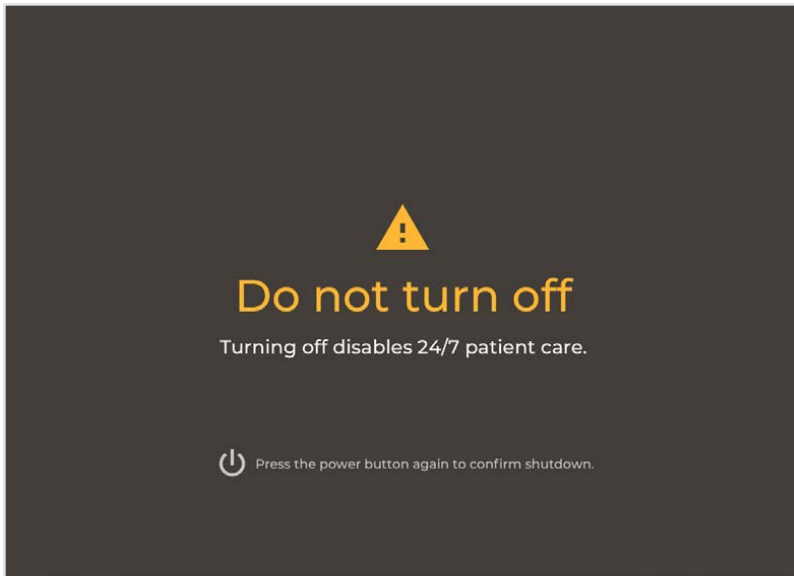 Do not turn off
Turning off disables 24/7 patient care.
Press the power button again to confirm shutdown.